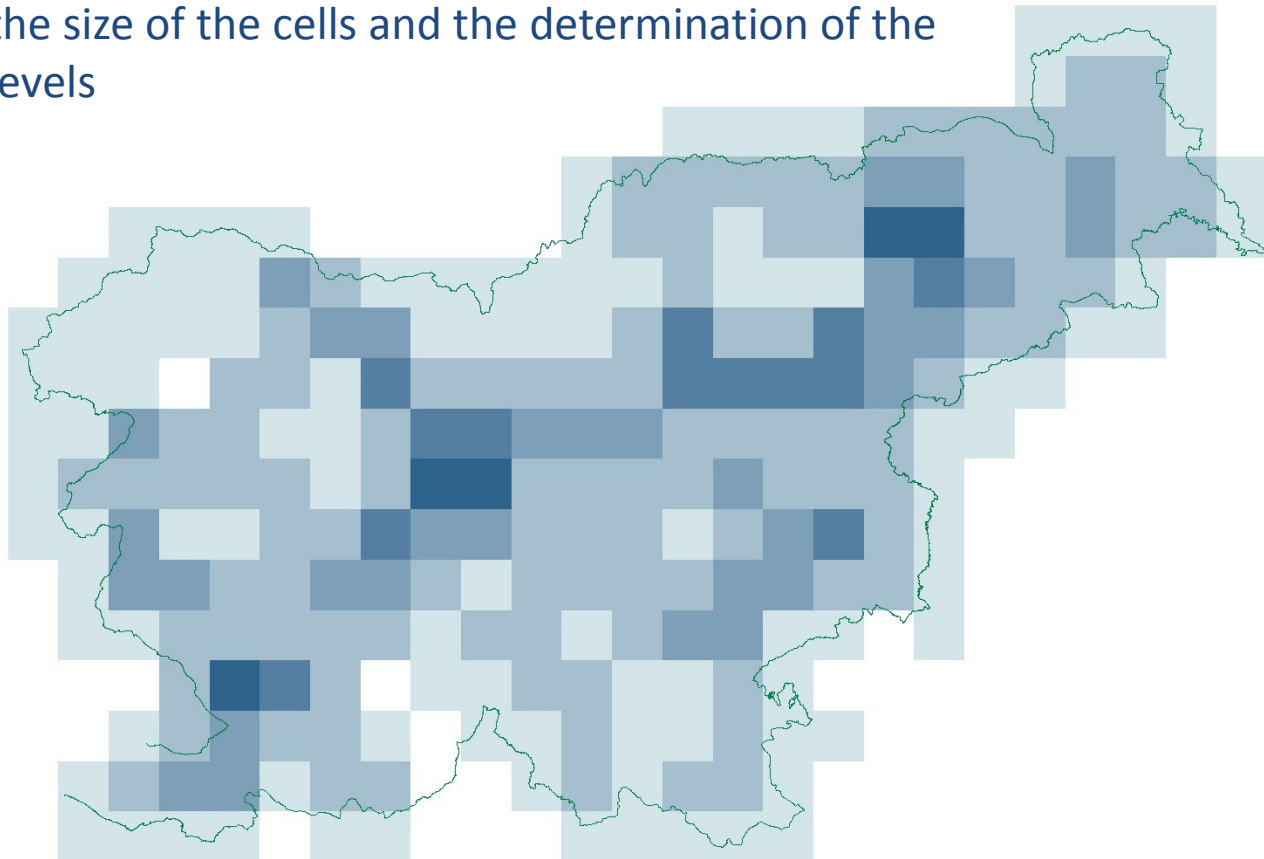 the size of the cells and the determination of the
levels